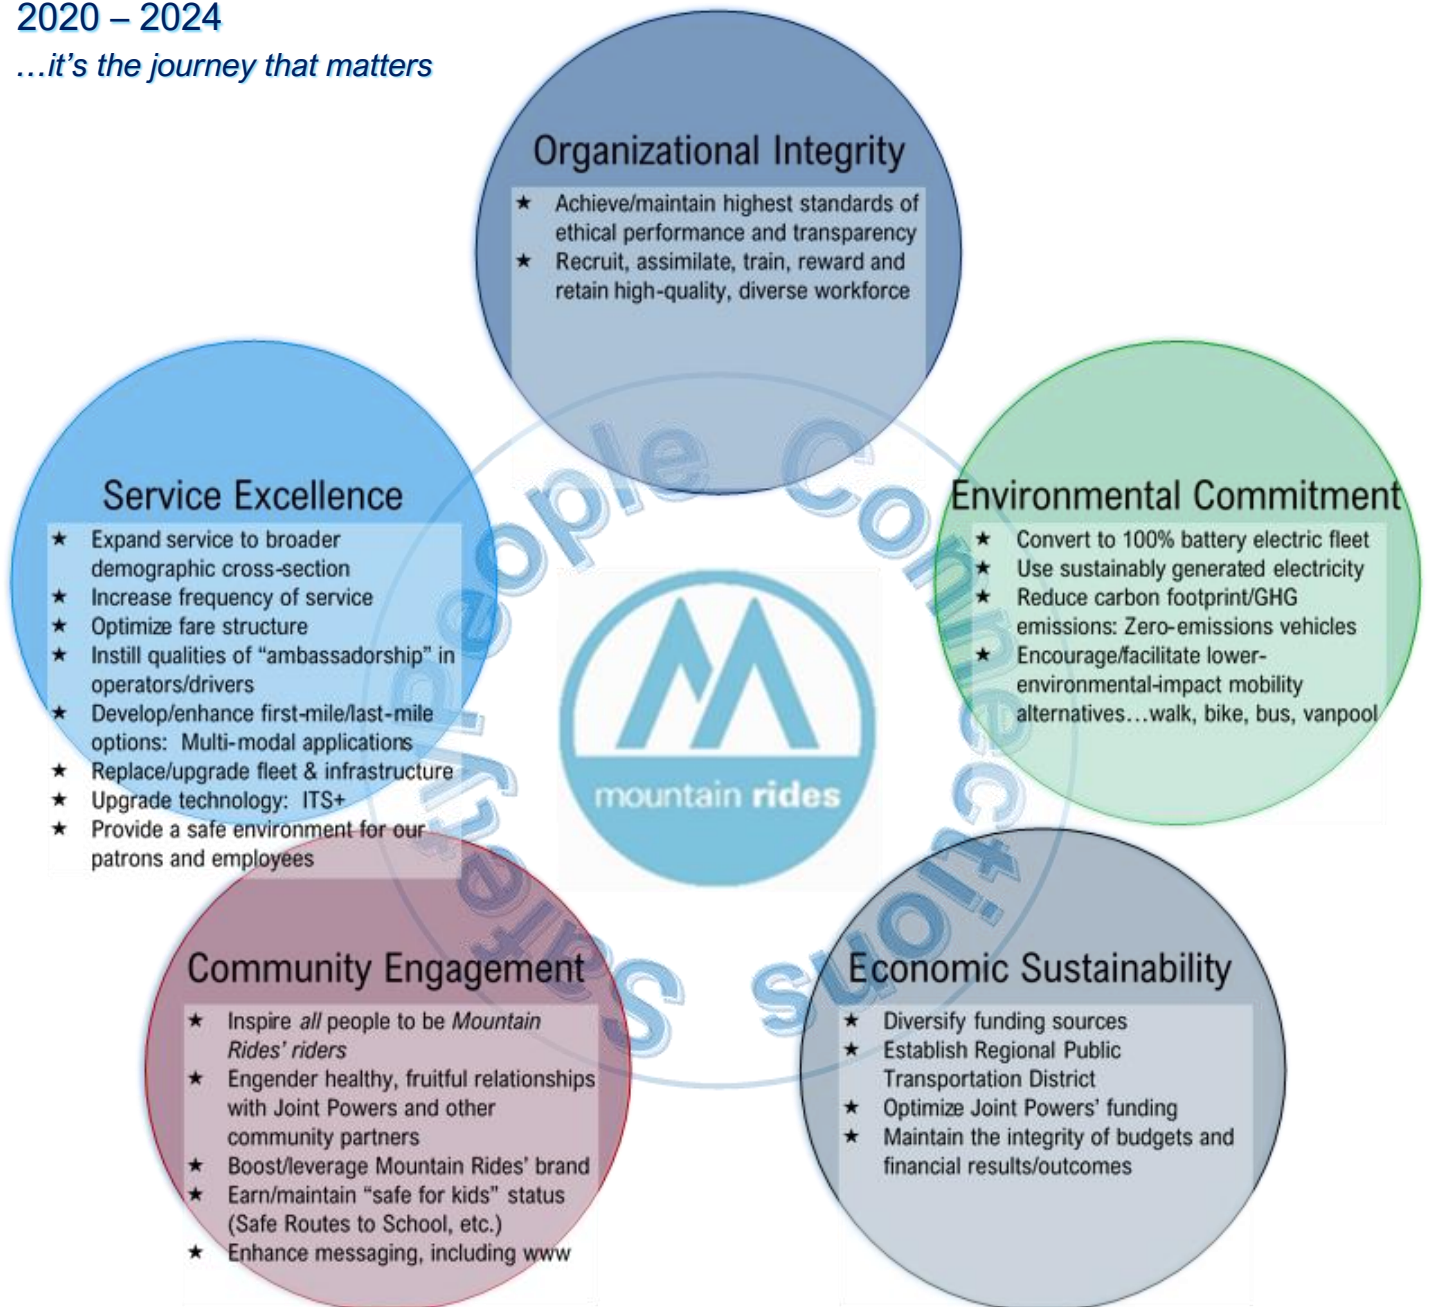 2020 – 2024
…it’s the journey that matters
Organizational Integrity
★ Achieve/maintain highest standards of
ethical performance and transparency
★ Recruit, assimilate, train, reward and
retain high-quality, diverse workforce
Service Excellence
★ Expand service to broader
demographic cross-section
★ Increase frequency of service
★ Optimize fare structure
★ Instill qualities of “ambassadorship” in
operators/drivers
★ Develop/enhance first-mile/last-mile
options: Multi-modal applications
★ Replace/upgrade fleet & infrastructure
★ Upgrade technology: ITS+
★ Provide a safe environment for our
patrons and employees
Environmental Commitment
★ Convert to 100% battery electric fleet
★ Use sustainably generated electricity
★ Reduce carbon footprint/GHG
emissions: Zero-emissions vehicles
★ Encourage/facilitate lower-
environmental-impact mobility
alternatives…walk, bike, bus, vanpool
Safety. People Connections
mountain rides
Community Engagement
★ Inspire all people to be Mountain
Rides’ riders
★ Engender healthy, fruitful relationships
with Joint Powers and other
community partners
★ Boost/leverage Mountain Rides’ brand
★ Earn/maintain “safe for kids” status
(Safe Routes to School, etc.)
★ Enhance messaging, including www
Economic Sustainability
★ Diversify funding sources
★ Establish Regional Public
Transportation District
★ Optimize Joint Powers’ funding
★ Maintain the integrity of budgets and
financial results/outcomes